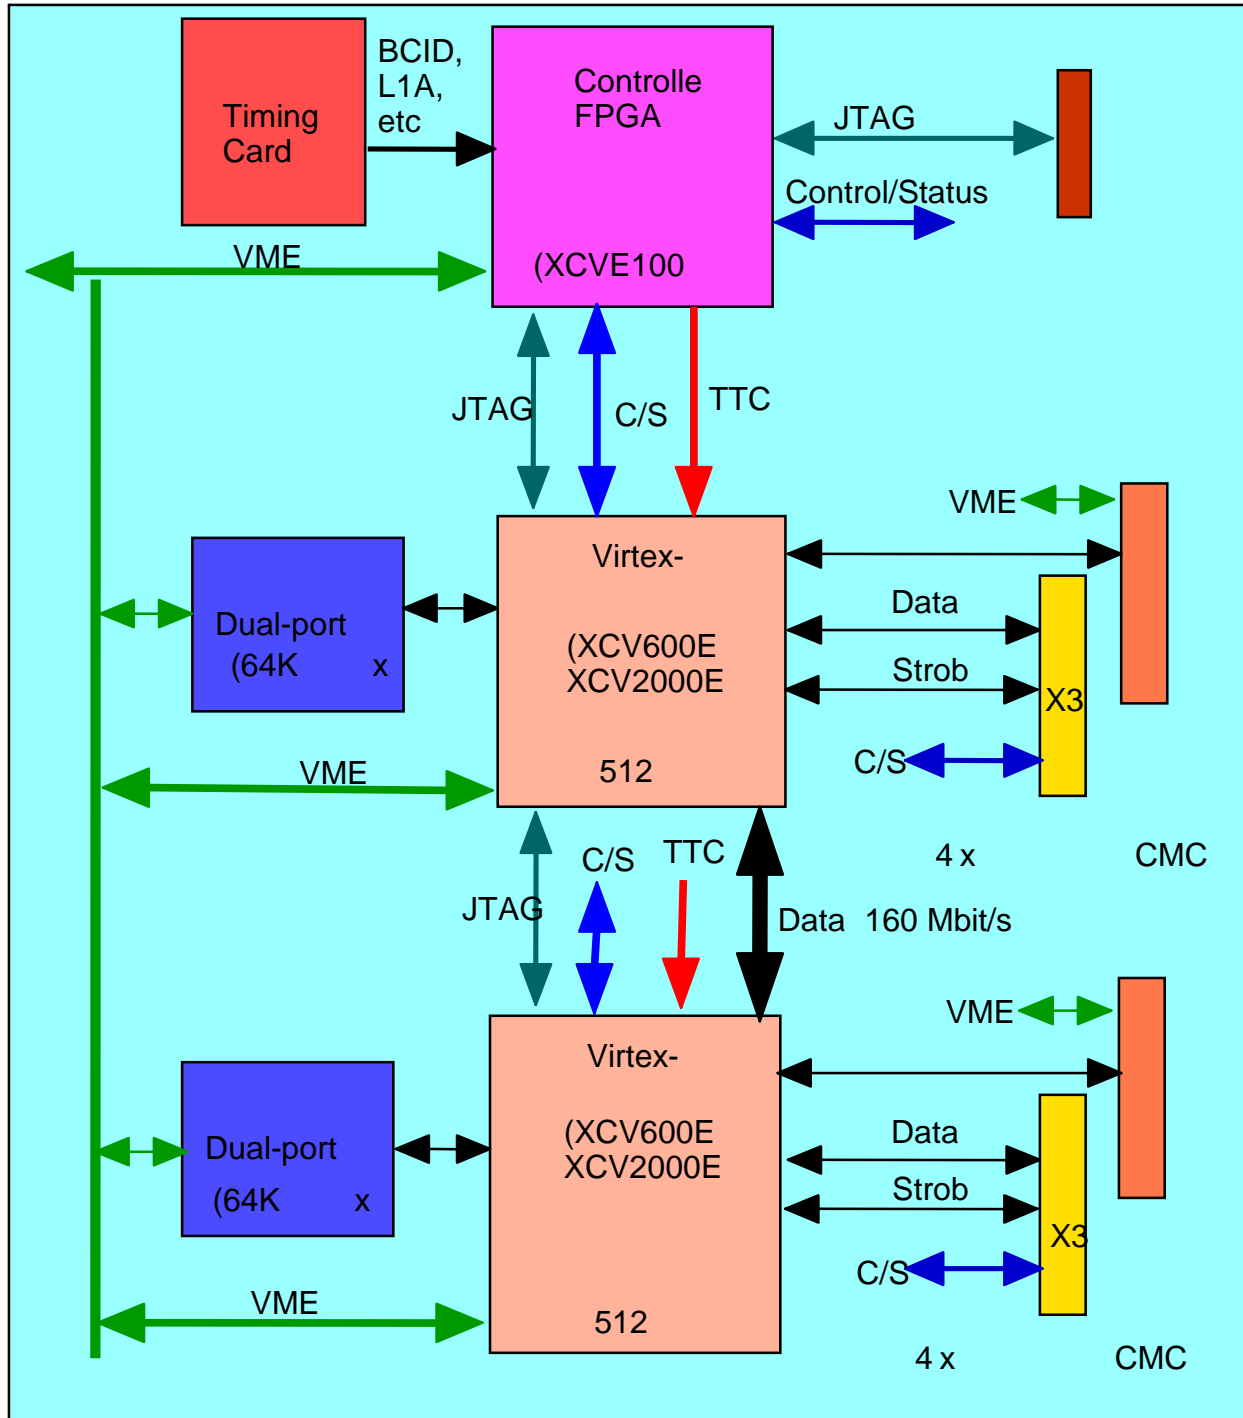 BCID,
L1A,
etc
Timing
Card
Controlle
FPGA
(XCVE100
JTAG
Control/Status
VME
JTAG
C/S
TTC
VME
Virtex-
(XCV600E
XCV2000E
512
Data
Strob
X3
C/S
Dual-port
(64K x
VME
4 x CMC
JTAG
C/S
TTC
Data 160 Mbit/s
VME
Virtex-
(XCV600E
XCV2000E
512
Data
Strob
X3
C/S
Dual-port
(64K x
VME
4 x CMC